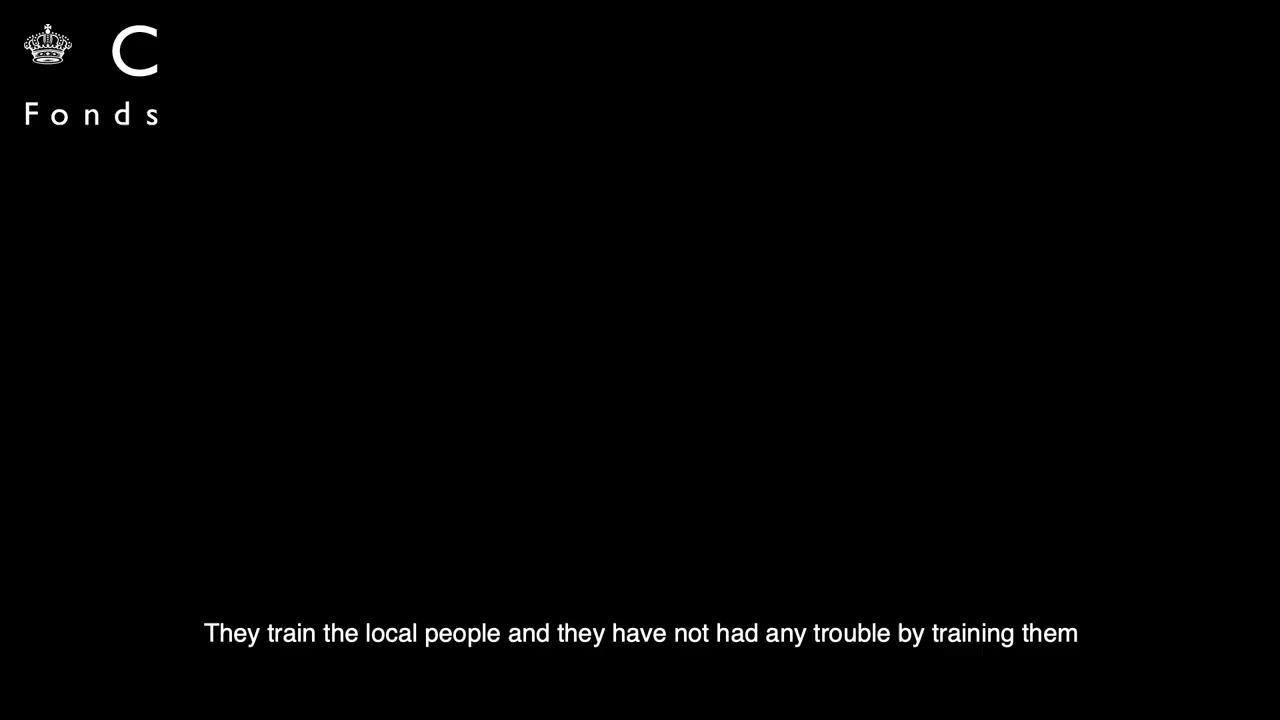 C
Fonds
They train the local people and they have not had any trouble by training them